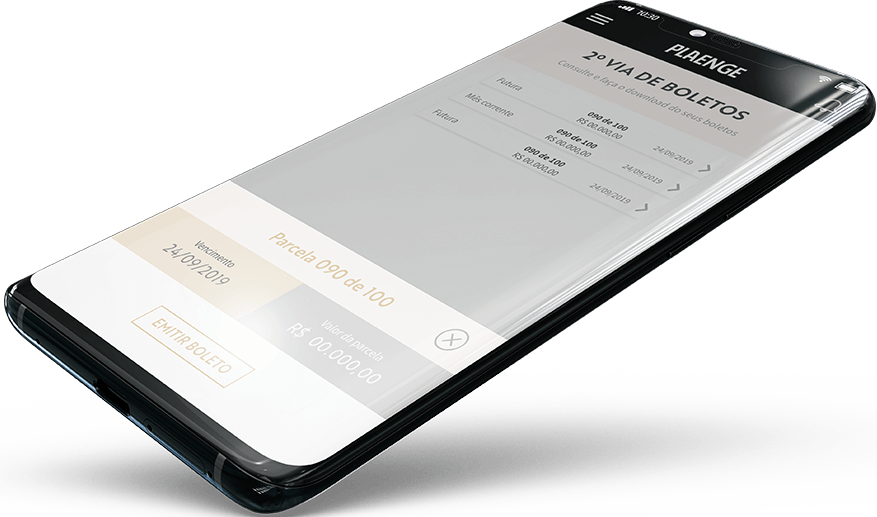 10:30
PLAENGE
2º VIA DE BOLETOS
Consulte e faça o download do seus boletos
Futura
090 de 100
R$ 00.000,00
24/09/2019
Mês corrente
090 de 100
R$ 00.000,00
24/09/2019
Futura
090 de 100
R$ 00.000,00
24/09/2019
Parcela 090 de 100
Vencimento
24/09/2019
Valor da parcela
R$ 00.000,00
EMITIR BOLETO